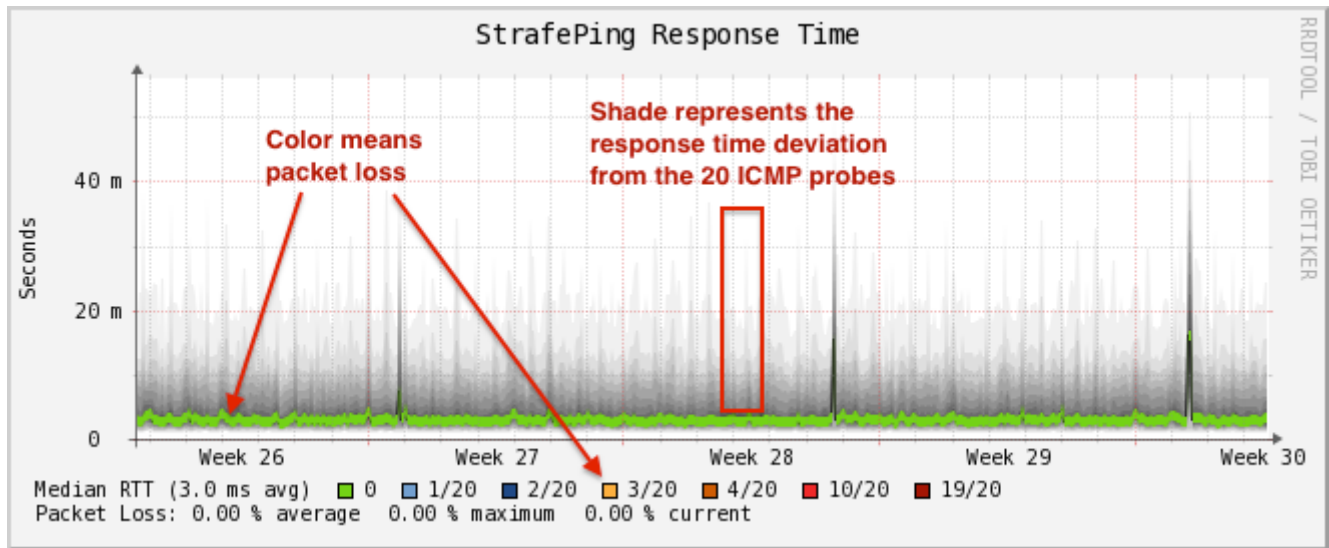 StrafePing Response Time
RRDTOOL / TOBI OETIKER
Color means
packet loss
Shade represents the
response time deviation
from the 20 ICMP probes
Seconds
40 m
20 m
0
Week 26 Week 27 Week 28 Week 29 Week 30
Median RTT (3.0 ms avg) 0 1/20 2/20 3/20 4/20 10/20 19/20
Packet Loss: 0.00 % average 0.00 % maximum 0.00 % current